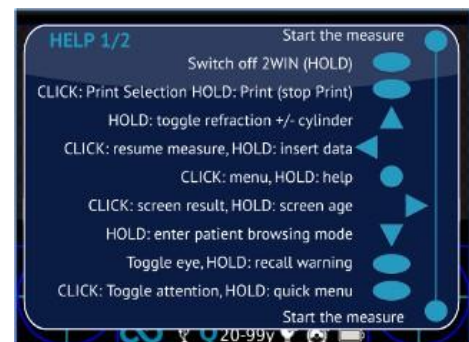 HELP 1/2
Start the measure
Switch off 2WIN (HOLD)
CLICK: Print Selection HOLD: Print (stop Print)
HOLD: toggle refraction +/- cylinder
CLICK: resume measure, HOLD: insert data
CLICK: menu, HOLD: help
CLICK: screen result, HOLD: screen age
HOLD: enter patient browsing mode
Toggle eye, HOLD: recall warning
CLICK: Toggle attention, HOLD: quick menu
Start the measure
20-99y